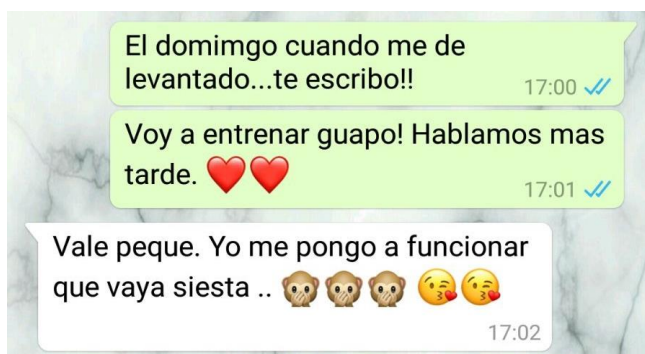 El domimgo cuando me de
levantado...te escribo!!
17:00
Voy a entrenar guapo! Hablamos mas
tarde. ❤️❤️
17:01
Vale peque. Yo me pongo a funcionar
que vaya siesta .. 🙊🙊🙊 😘😘
17:02